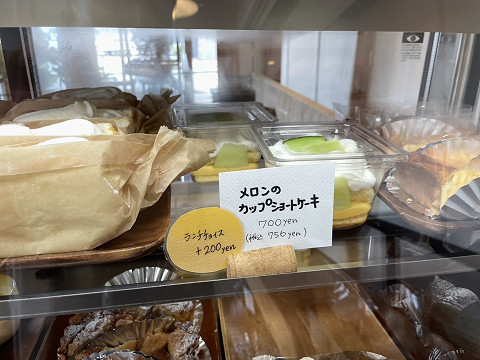 メロンの
カップショートケーキ
700yen
(税込 756yen)
ランチチョイス
+200yen